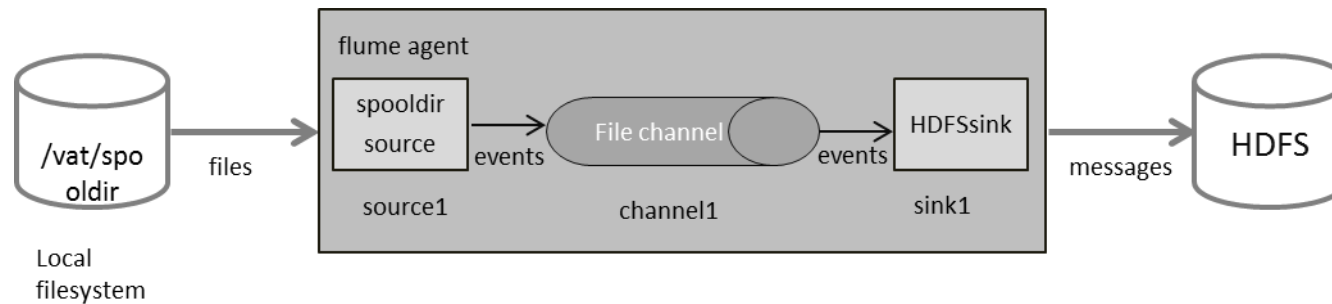 flume agent
/vat/spo
oldir
Local
filesystem
files
spooldir
source
source1
events
File channel
channel1
events
HDFSsink
sink1
messages
HDFS